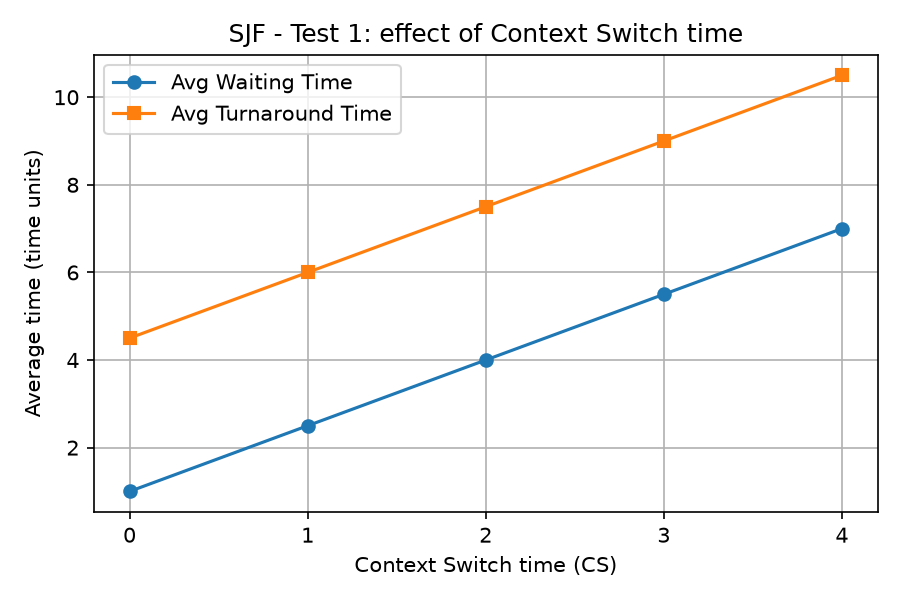 SJF - Test 1: effect of Context Switch time
Avg Waiting Time
Avg Turnaround Time
Average time (time units)
10
8
6
4
2
0 1 2 3 4
Context Switch time (CS)